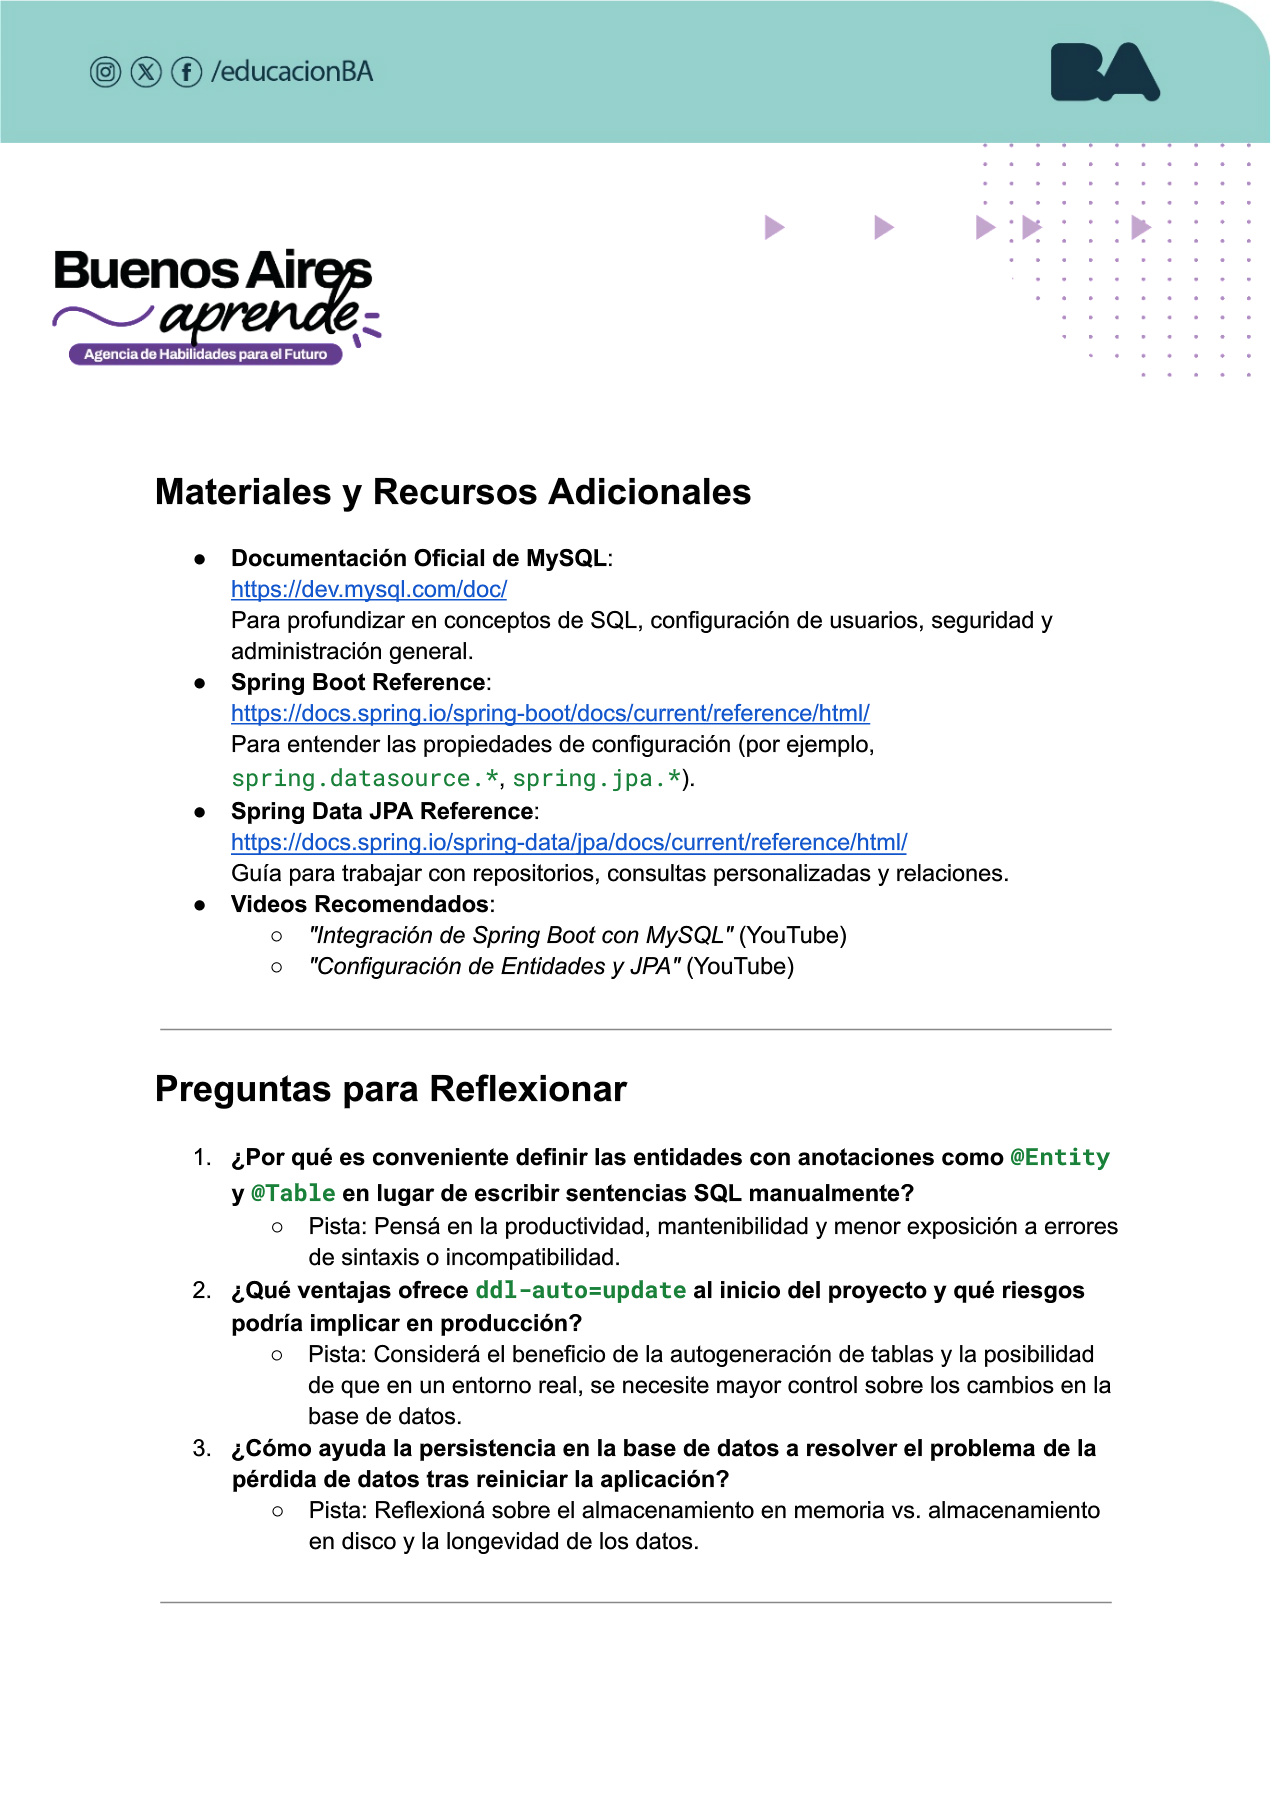 /educacionBA
BA
Buenos Aires
aprende
Agencia de Habilidades para el Futuro
Materiales y Recursos Adicionales
● Documentación Oficial de MySQL:
https://dev.mysql.com/doc/
Para profundizar en conceptos de SQL, configuración de usuarios, seguridad y
administración general.
● Spring Boot Reference:
https://docs.spring.io/spring-boot/docs/current/reference/html/
Para entender las propiedades de configuración (por ejemplo,
spring.datasource.*, spring.jpa.*).
● Spring Data JPA Reference:
https://docs.spring.io/spring-data/jpa/docs/current/reference/html/
Guía para trabajar con repositorios, consultas personalizadas y relaciones.
● Videos Recomendados:
○ "Integración de Spring Boot con MySQL" (YouTube)
○ "Configuración de Entidades y JPA" (YouTube)
Preguntas para Reflexionar
1. ¿Por qué es conveniente definir las entidades con anotaciones como @Entity
y @Table en lugar de escribir sentencias SQL manualmente?
○ Pista: Pensá en la productividad, mantenibilidad y menor exposición a errores
de sintaxis o incompatibilidad.
2. ¿Qué ventajas ofrece ddl-auto=update al inicio del proyecto y qué riesgos
podría implicar en producción?
○ Pista: Considerá el beneficio de la autogeneración de tablas y la posibilidad
de que en un entorno real, se necesite mayor control sobre los cambios en la
base de datos.
3. ¿Cómo ayuda la persistencia en la base de datos a resolver el problema de la
pérdida de datos tras reiniciar la aplicación?
○ Pista: Reflexioná sobre el almacenamiento en memoria vs. almacenamiento
en disco y la longevidad de los datos.